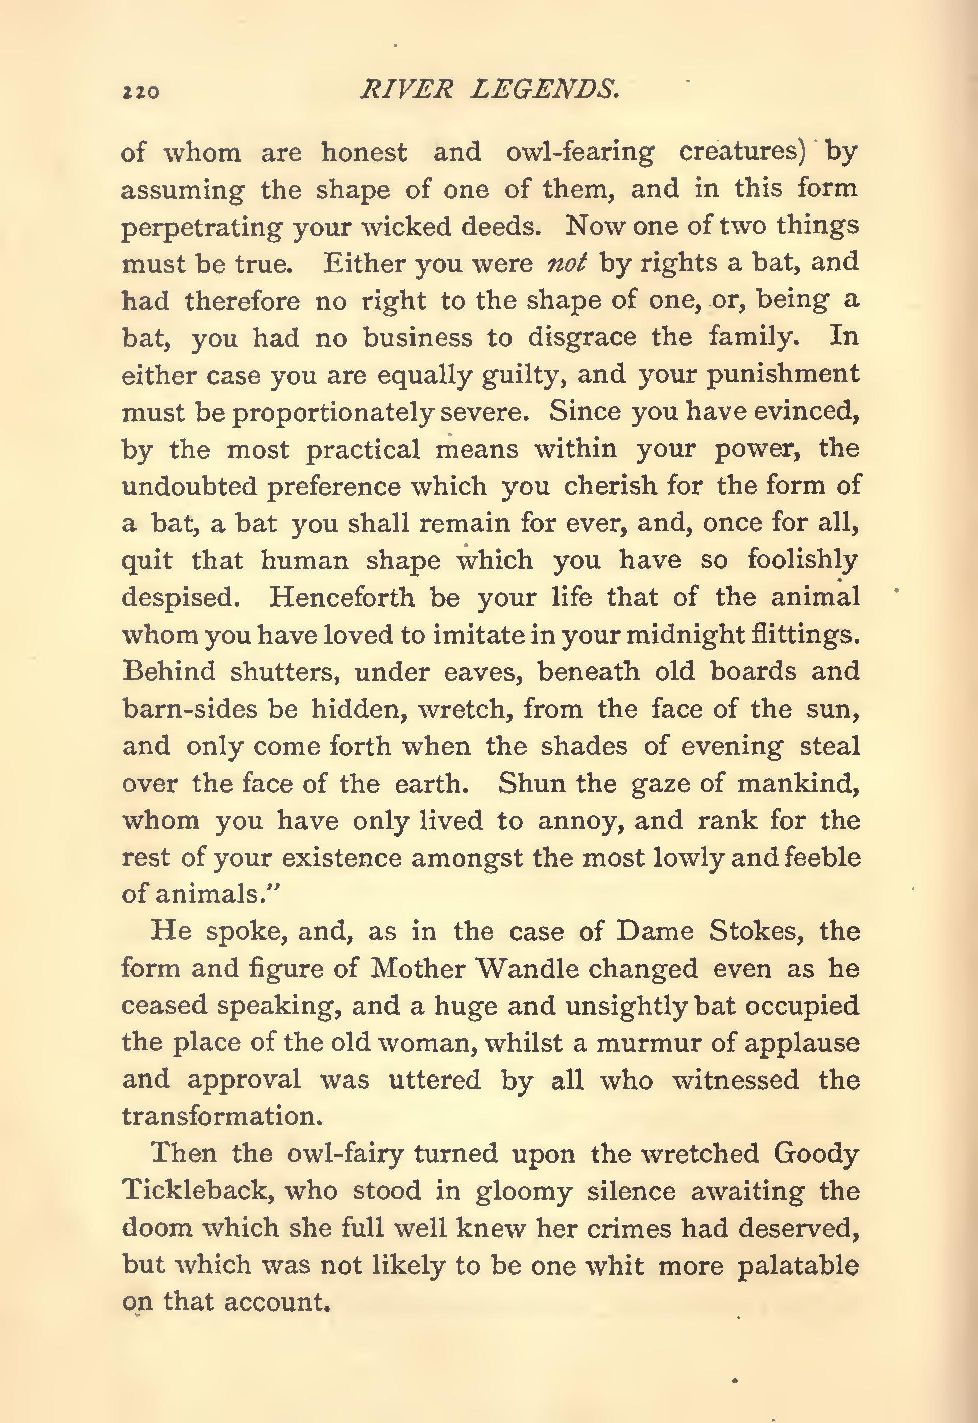 220 RIVER LEGENDS.
of whom are honest and owl-fearing creatures) by
assuming the shape of one of them, and in this form
perpetrating your wicked deeds. Now one of two things
must be true. Either you were not by rights a bat, and
had therefore no right to the shape of one, or, being a
bat, you had no business to disgrace the family. In
either case you are equally guilty, and your punishment
must be proportionately severe. Since you have evinced,
by the most practical means within your power, the
undoubted preference which you cherish for the form of
a bat, a bat you shall remain for ever, and, once for all,
quit that human shape which you have so foolishly
despised. Henceforth be your life that of the animal
whom you have loved to imitate in your midnight flittings.
Behind shutters, under eaves, beneath old boards and
barn-sides be hidden, wretch, from the face of the sun,
and only come forth when the shades of evening steal
over the face of the earth. Shun the gaze of mankind,
whom you have only lived to annoy, and rank for the
rest of your existence amongst the most lowly and feeble
of animals."
He spoke, and, as in the case of Dame Stokes, the
form and figure of Mother Wandle changed even as he
ceased speaking, and a huge and unsightly bat occupied
the place of the old woman, whilst a murmur of applause
and approval was uttered by all who witnessed the
transformation.
Then the owl-fairy turned upon the wretched Goody
Tickleback, who stood in gloomy silence awaiting the
doom which she full well knew her crimes had deserved,
but which was not likely to be one whit more palatable
on that account.